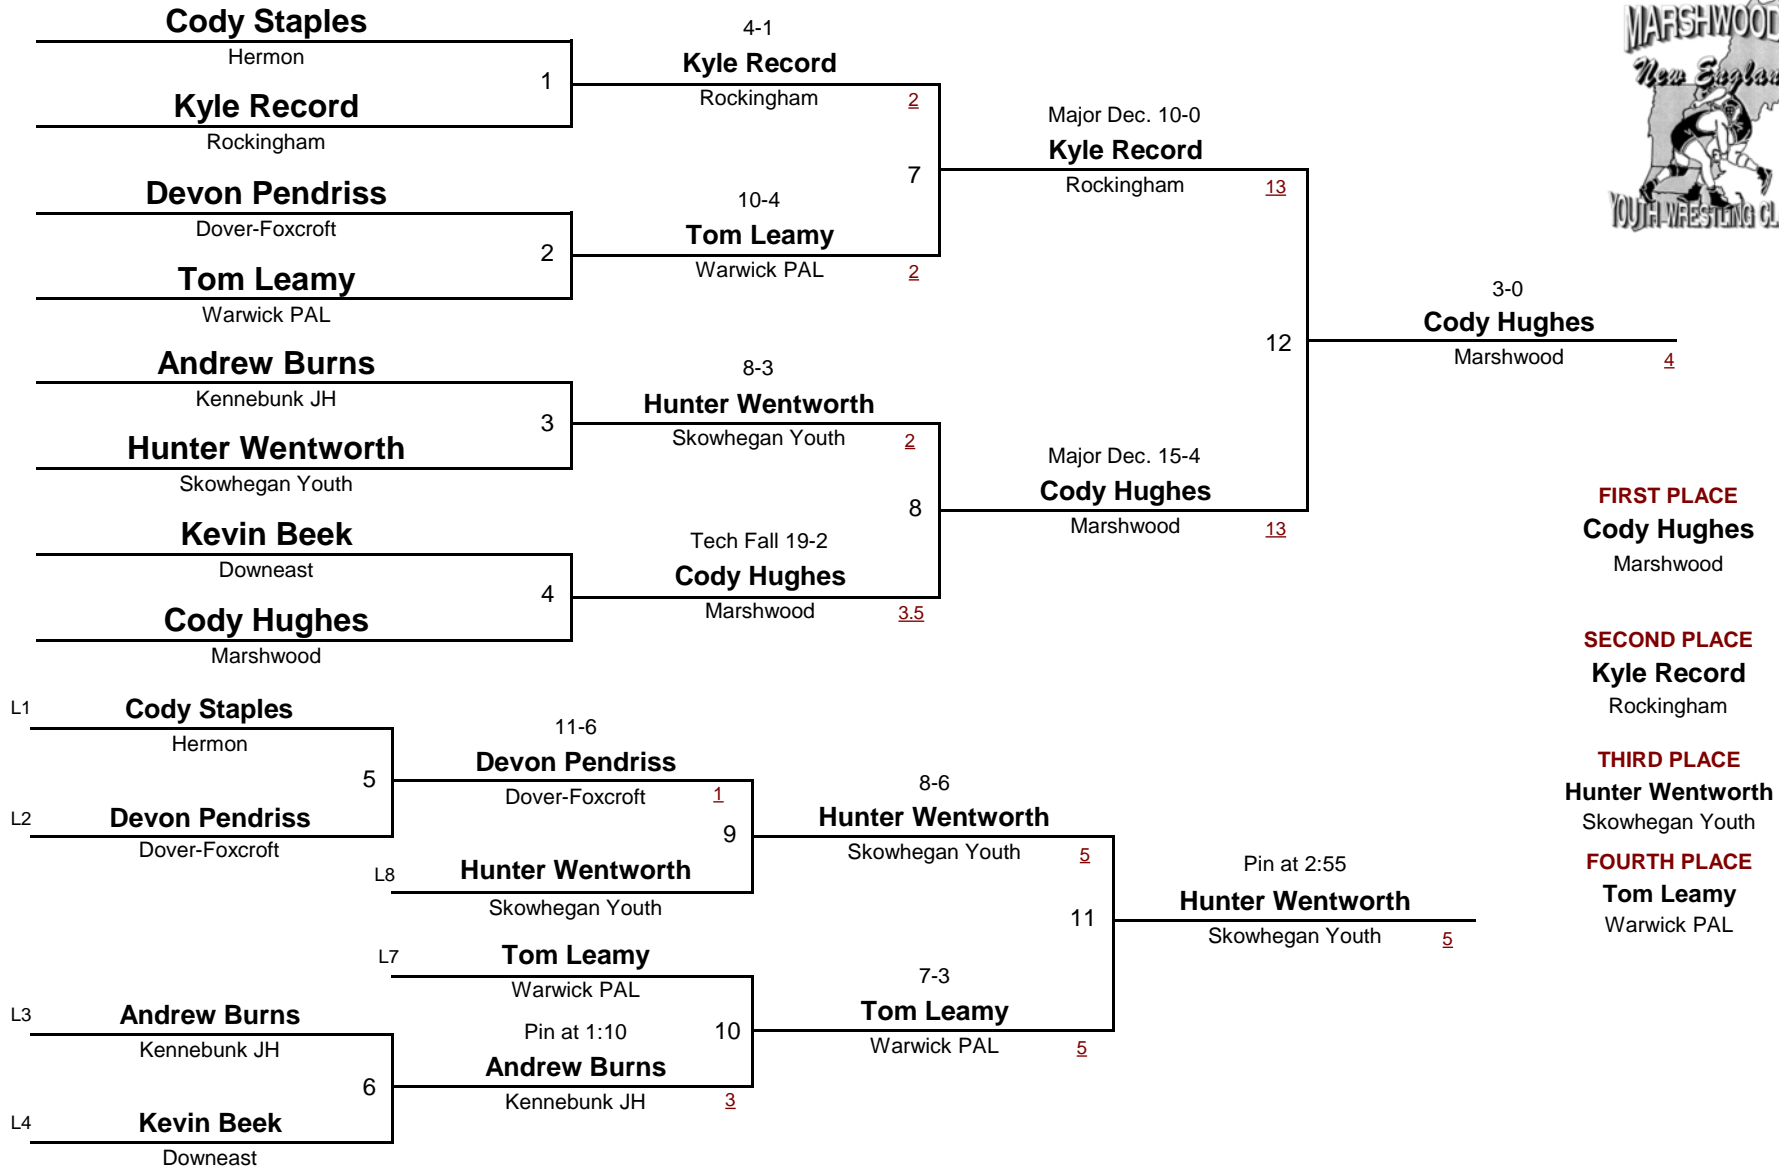 Cody Staples
Hermon
1
Kyle Record
Rockingham
Devon Pendriss
Dover-Foxcroft
2
Tom Leamy
Warwick PAL
Andrew Burns
Kennebunk JH
3
Hunter Wentworth
Skowhegan Youth
Kevin Beek
Downeast
4
Cody Hughes
Marshwood
4-1
Kyle Record
Rockingham
2
7
10-4
Tom Leamy
Warwick PAL
2
8-3
Hunter Wentworth
Skowhegan Youth
2
8
Tech Fall 19-2
Cody Hughes
Marshwood
3.5
Major Dec. 10-0
Kyle Record
Rockingham
13
12
Major Dec. 15-4
Cody Hughes
Marshwood
13
3-0
Cody Hughes
Marshwood
4
MARSHWOOD
New England
YOUTH WRESTLING CL
FIRST PLACE
Cody Hughes
Marshwood
SECOND PLACE
Kyle Record
Rockingham
THIRD PLACE
Hunter Wentworth
Skowhegan Youth
FOURTH PLACE
Tom Leamy
Warwick PAL
L1
Cody Staples
Hermon
5
L2
Devon Pendriss
Dover-Foxcroft
11-6
Devon Pendriss
Dover-Foxcroft
1
9
L8
Hunter Wentworth
Skowhegan Youth
L7
Tom Leamy
Warwick PAL
10
L3
Andrew Burns
Kennebunk JH
6
L4
Kevin Beek
Downeast
Pin at 1:10
Andrew Burns
Kennebunk JH
3
8-6
Hunter Wentworth
Skowhegan Youth
5
11
7-3
Tom Leamy
Warwick PAL
5
Pin at 2:55
Hunter Wentworth
Skowhegan Youth
5